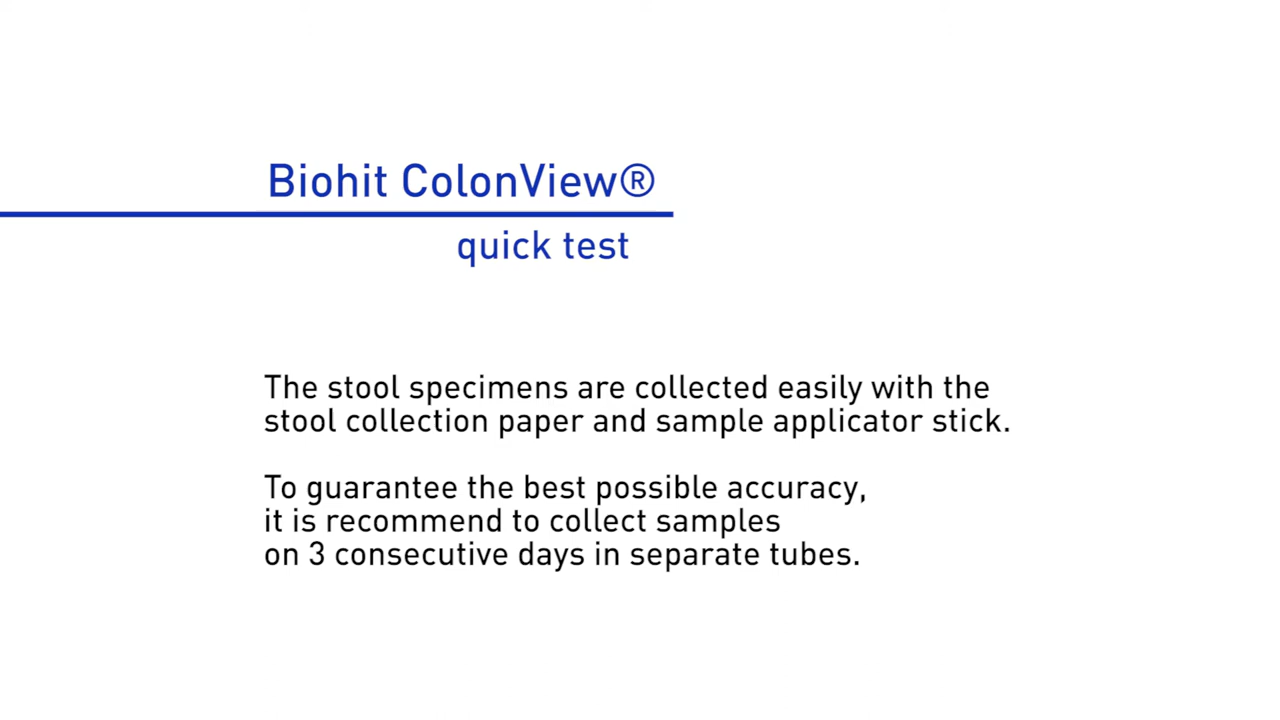 Biohit ColonView®
quick test
The stool specimens are collected easily with the
stool collection paper and sample applicator stick.
To guarantee the best possible accuracy,
it is recommend to collect samples
on 3 consecutive days in separate tubes.